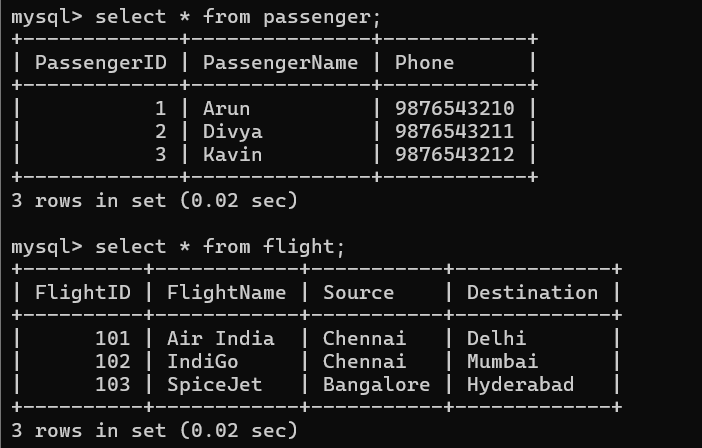 mysql> select * from passenger;
+-------------+---------------+------------+
| PassengerID | PassengerName | Phone      |
+-------------+---------------+------------+
|           1 | Arun          | 9876543210 |
|           2 | Divya         | 9876543211 |
|           3 | Kavin         | 9876543212 |
+-------------+---------------+------------+
3 rows in set (0.02 sec)

mysql> select * from flight;
+----------+------------+-----------+-------------+
| FlightID | FlightName | Source    | Destination |
+----------+------------+-----------+-------------+
|      101 | Air India  | Chennai   | Delhi       |
|      102 | IndiGo     | Chennai   | Mumbai      |
|      103 | SpiceJet   | Bangalore | Hyderabad   |
+----------+------------+-----------+-------------+
3 rows in set (0.02 sec)